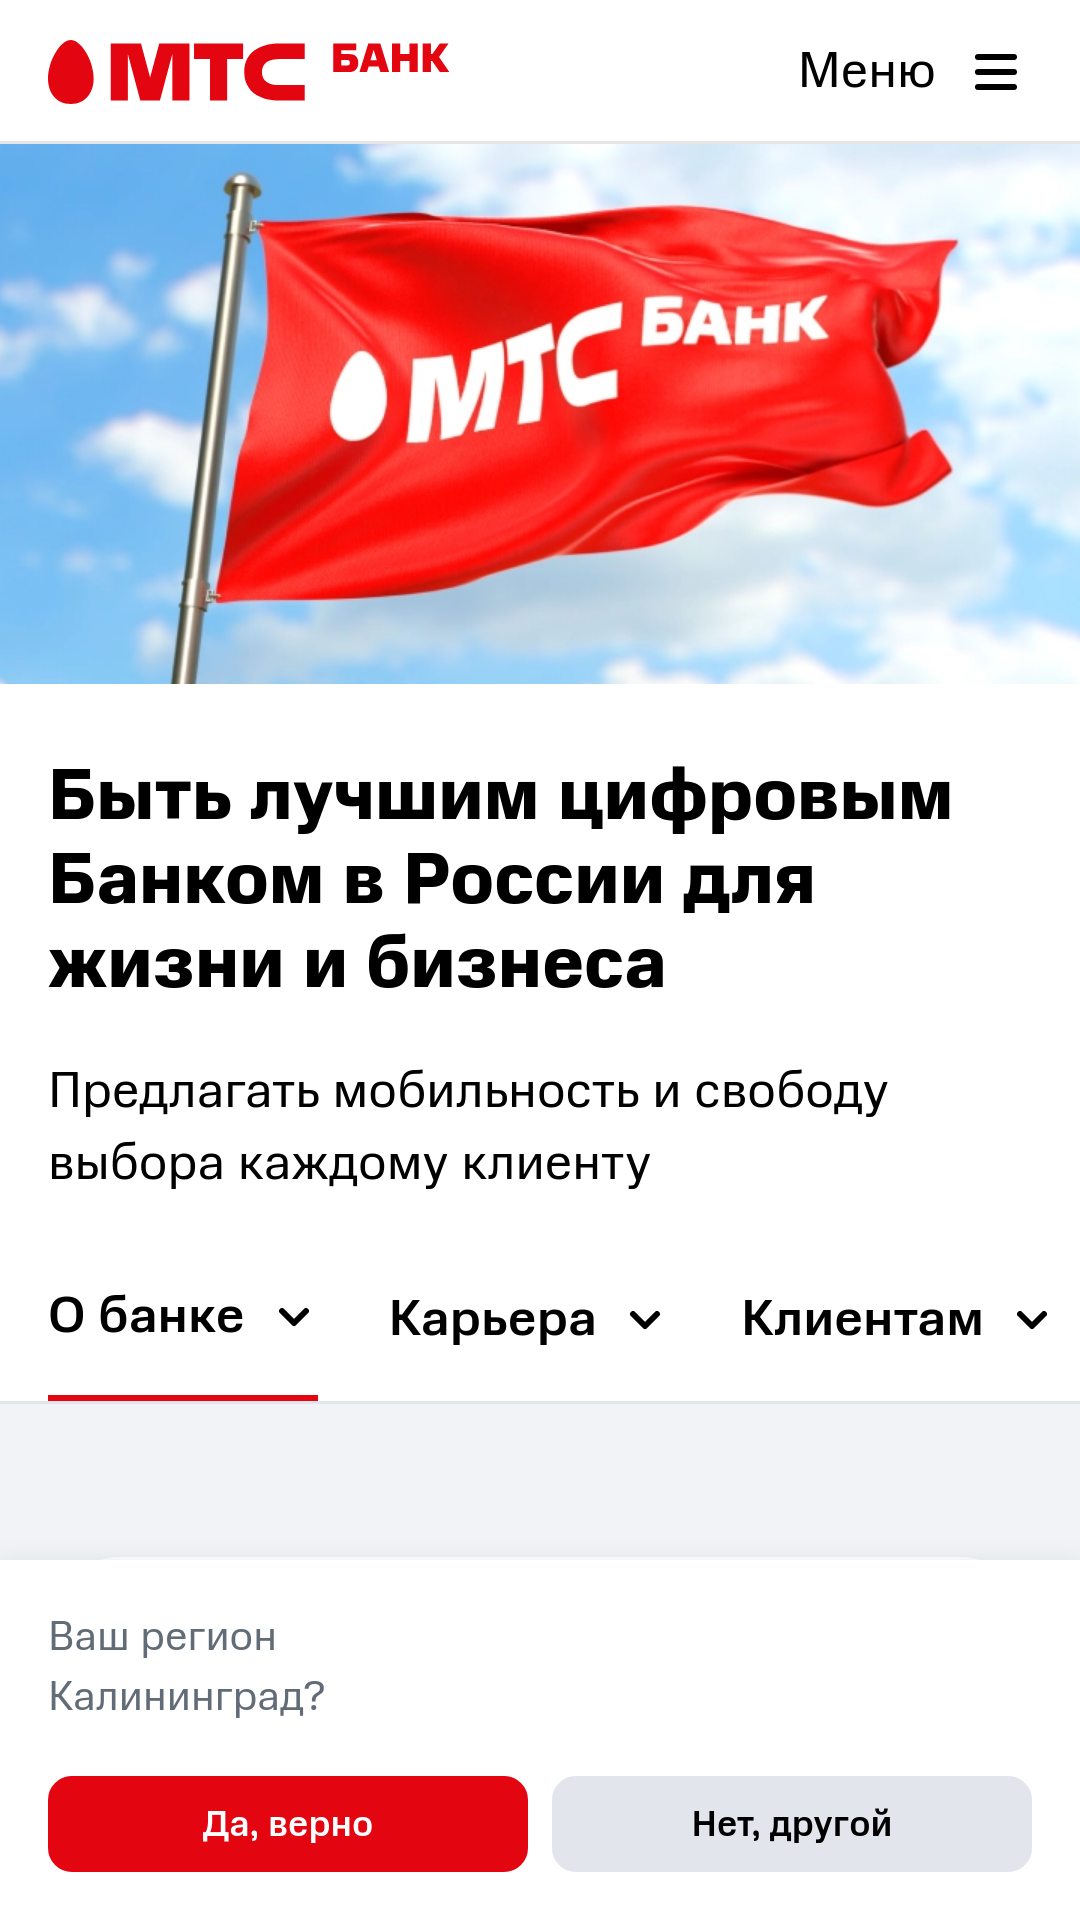 МТС БАНК
Меню
МТС БАНК
Быть лучшим цифровым
Банком в России для
жизни и бизнеса
Предлагать мобильность и свободу
выбора каждому клиенту
О банке
Карьера
Клиентам
Ваш регион
Калининград?
Да, верно
Нет, другой